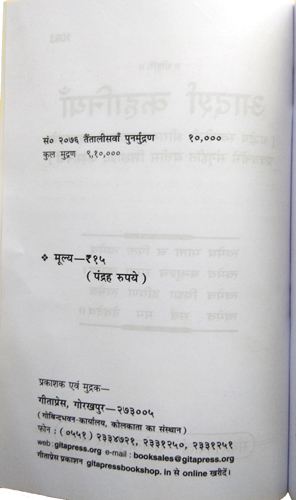 सं० २०७६ तैंतालीसवाँ पुनर्मुद्रण १०,०००
कुल मुद्रण ९,१०,०००
❖ मूल्य—₹१५
(पंद्रह रुपये)
प्रकाशक एवं मुद्रक—
गीताप्रेस, गोरखपुर—२७३००५
(गोबिन्दभवन-कार्यालय, कोलकाता का संस्थान)
फोन : (०५५१) २३३४७२१, २३३१२५०, २३३१२५१
web: gitapress.org e-mail : booksales@gitapress.org
गीताप्रेस प्रकाशन gitapressbookshop. in से online खरीदें।